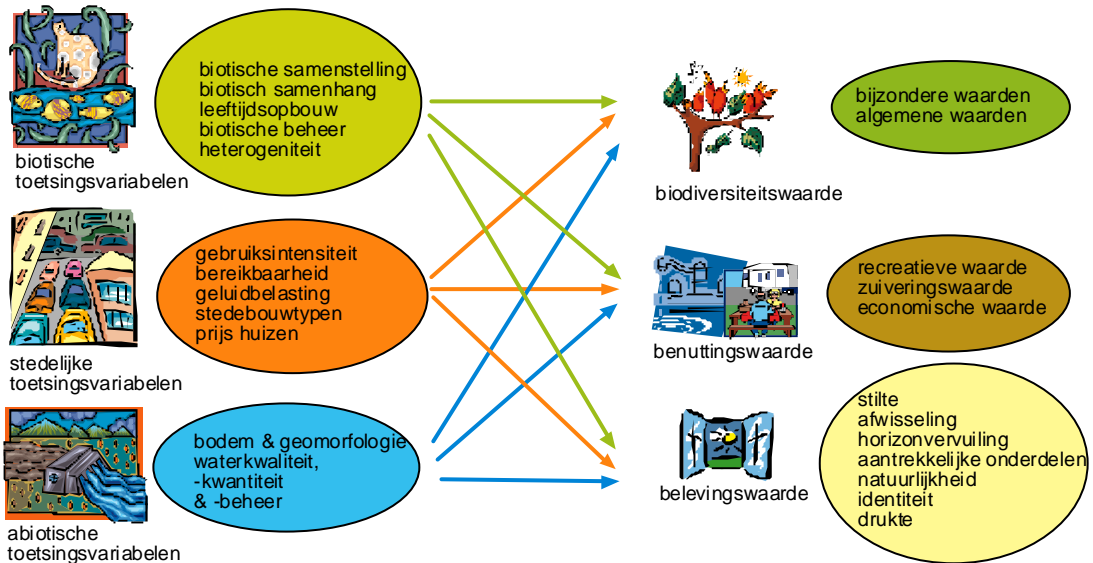 biotische samenstelling
biotisch samenhang
leeftijdsopbouw
biotische beheer
heterogeniteit
biotische
toetsingsvariabelen
gebruiksintensiteit
bereikbaarheid
geluidbelasting
stedebouwtypen
prijs huizen
stedelijke
toetsingsvariabelen
bodem & geomorfologie
waterkwaliteit,
-kwantiteit
& -beheer
abiotische
toetsingsvariabelen
biodiversiteitswaarde
bijzondere waarden
algemene waarden
benuttingswaarde
recreatieve waarde
zuiveringswaarde
economische waarde
belevingswaarde
stilte
afwisseling
horizonvervuiling
aantrekkelijke onderdelen
natuurlijkheid
identiteit
drukte